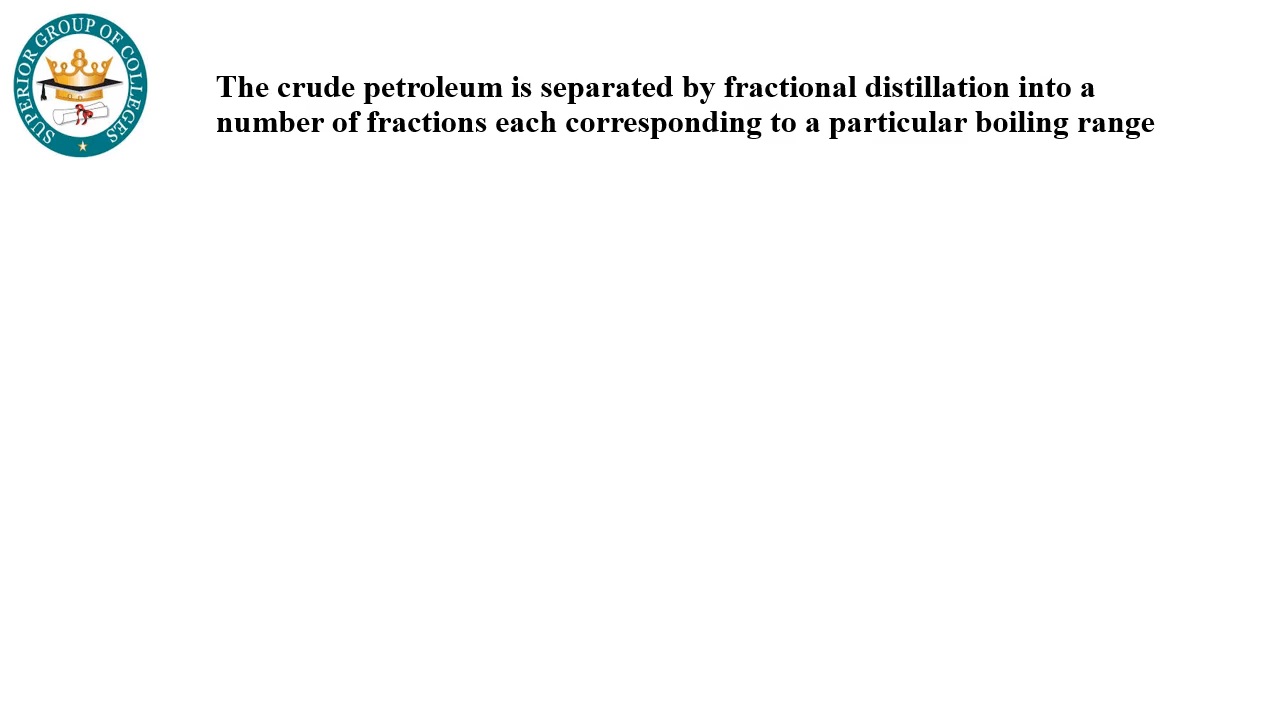 SUPERIOR GROUP OF COLLEGES
The crude petroleum is separated by fractional distillation into a
number of fractions each corresponding to a particular boiling range